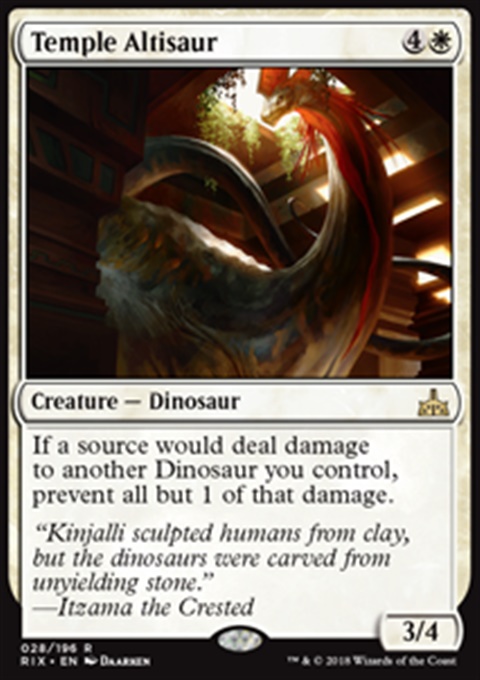 Temple Altisaur 4
Creature — Dinosaur
If a source would deal damage
to another Dinosaur you control,
prevent all but 1 of that damage.
“Kinjalli sculpted humans from clay,
but the dinosaurs were carved from
unyielding stone.”
—Itzama the Crested
3/4
028/196 R
RIX • EN DAARKEN
™ & © 2018 Wizards of the Coast